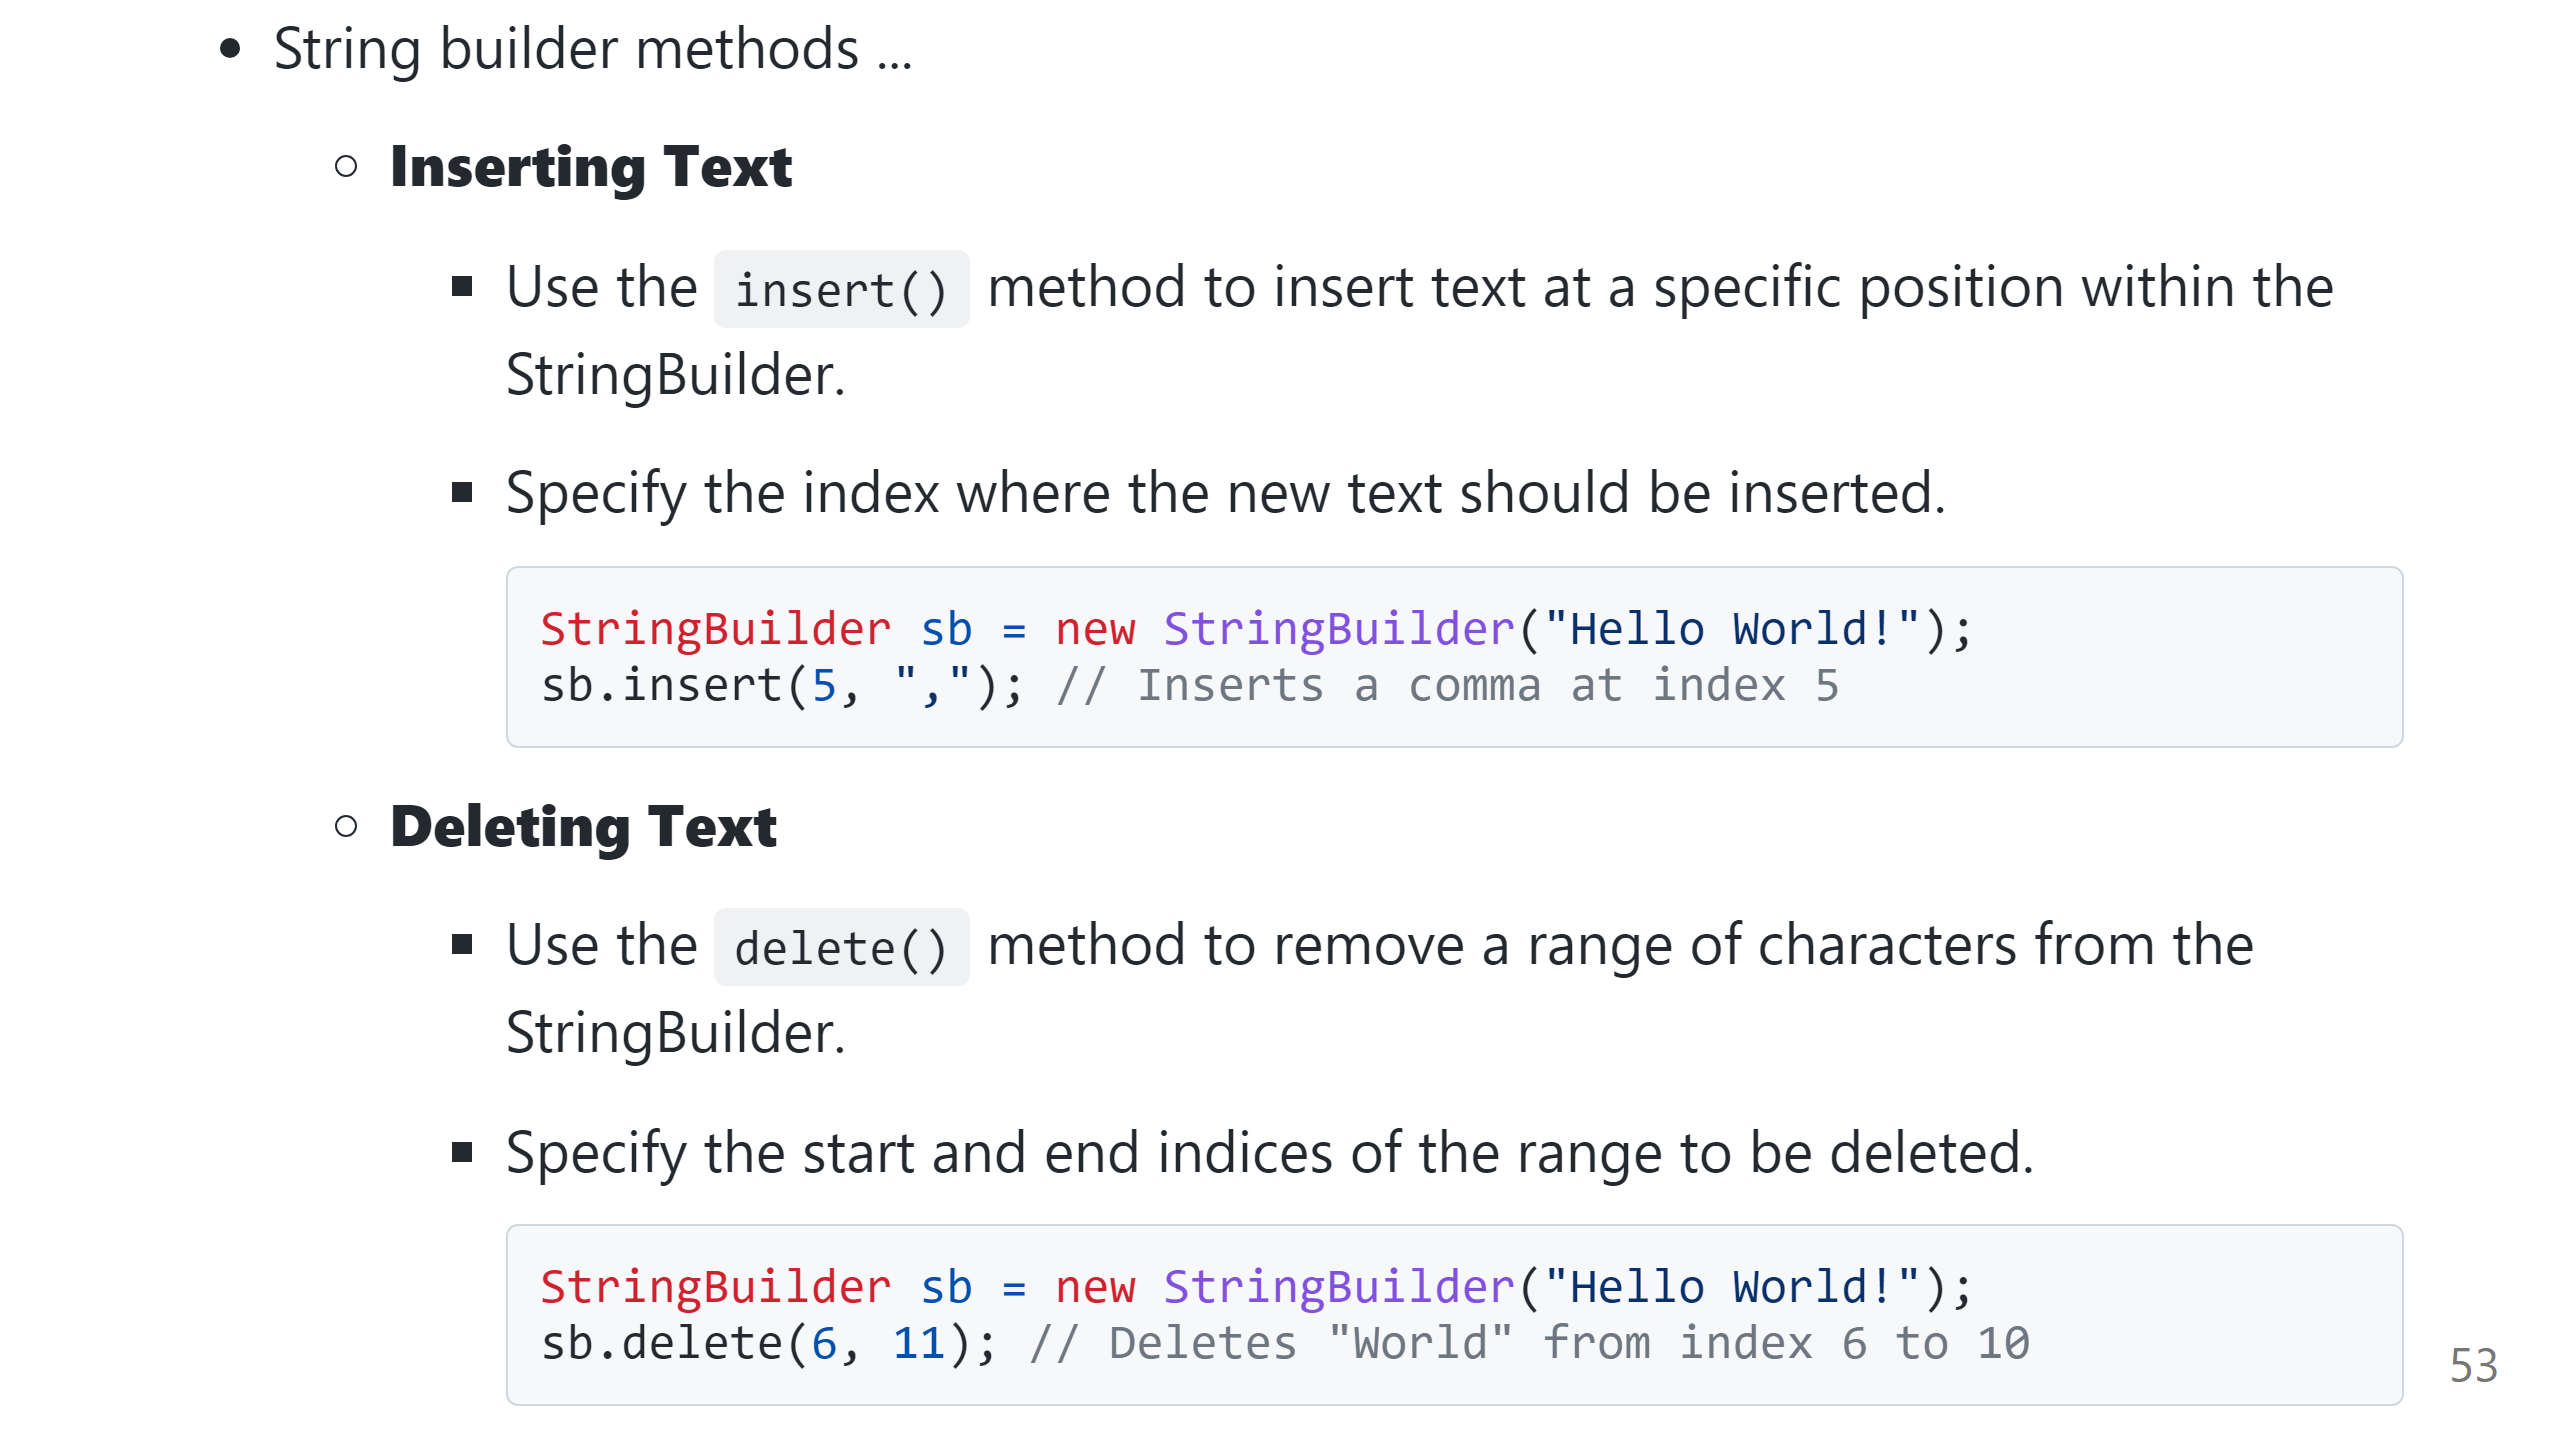 String builder methods ...
Inserting Text
Use the insert() method to insert text at a specific position within the
StringBuilder.
Specify the index where the new text should be inserted.
StringBuilder sb = new StringBuilder("Hello World!");
sb.insert(5, ","); // Inserts a comma at index 5
Deleting Text
Use the delete() method to remove a range of characters from the
StringBuilder.
Specify the start and end indices of the range to be deleted.
StringBuilder sb = new StringBuilder("Hello World!");
sb.delete(6, 11); // Deletes "World" from index 6 to 10
53